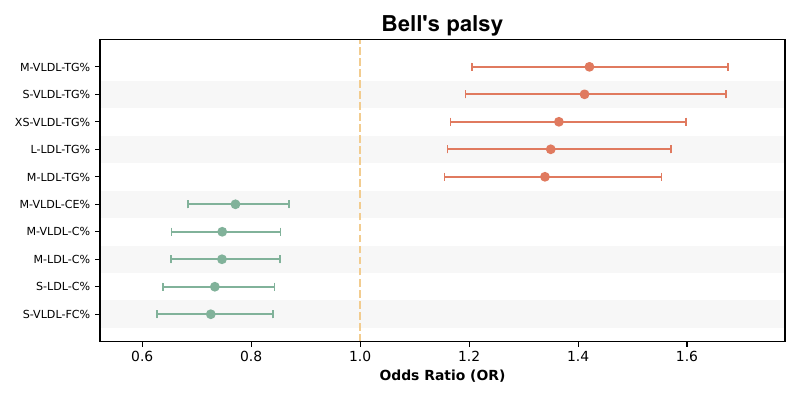 Bell's palsy
M-VLDL-TG%
S-VLDL-TG%
XS-VLDL-TG%
L-LDL-TG%
M-LDL-TG%
M-VLDL-CE%
M-VLDL-C%
M-LDL-C%
S-LDL-C%
S-VLDL-FC%
0.6 0.8 1.0 1.2 1.4 1.6
Odds Ratio (OR)